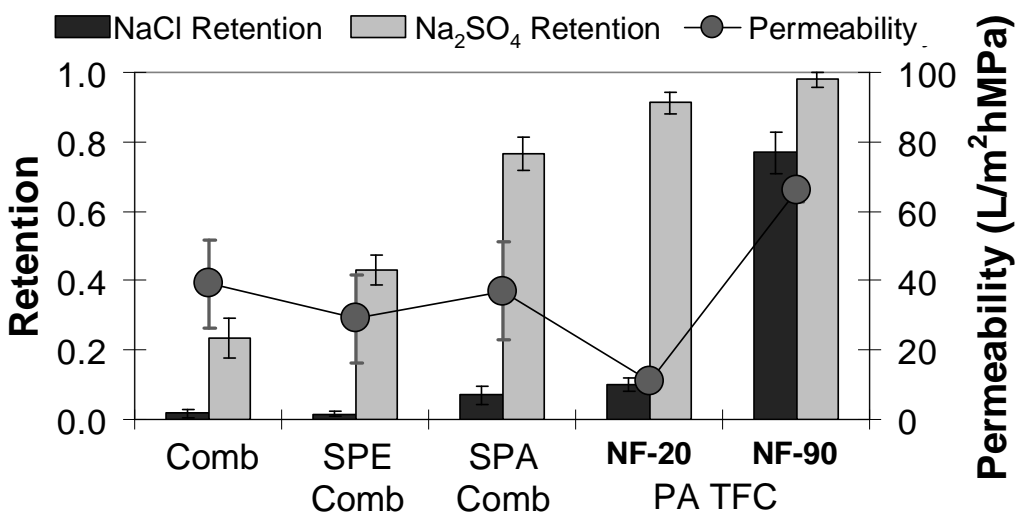 NaCl Retention Na₂SO₄ Retention Permeability
1.0 100
0.8 80
0.6 60
0.4 40
0.2 20
0.0 0
Retention
Permeability (L/m²hMPa)
Comb SPE Comb SPA Comb NF-20 NF-90
PA TFC